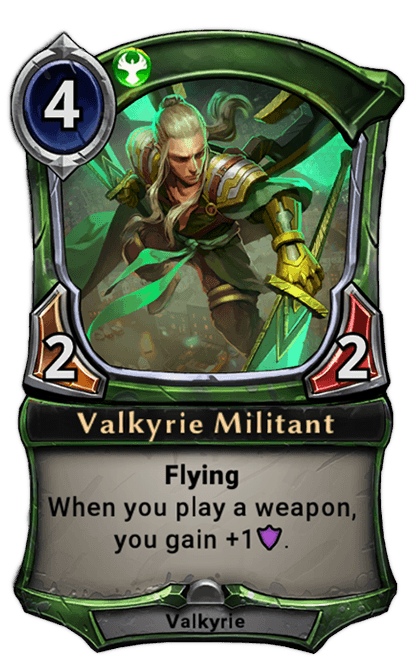 4
2
2
Valkyrie Militant
Flying
When you play a weapon,
you gain +1.
Valkyrie